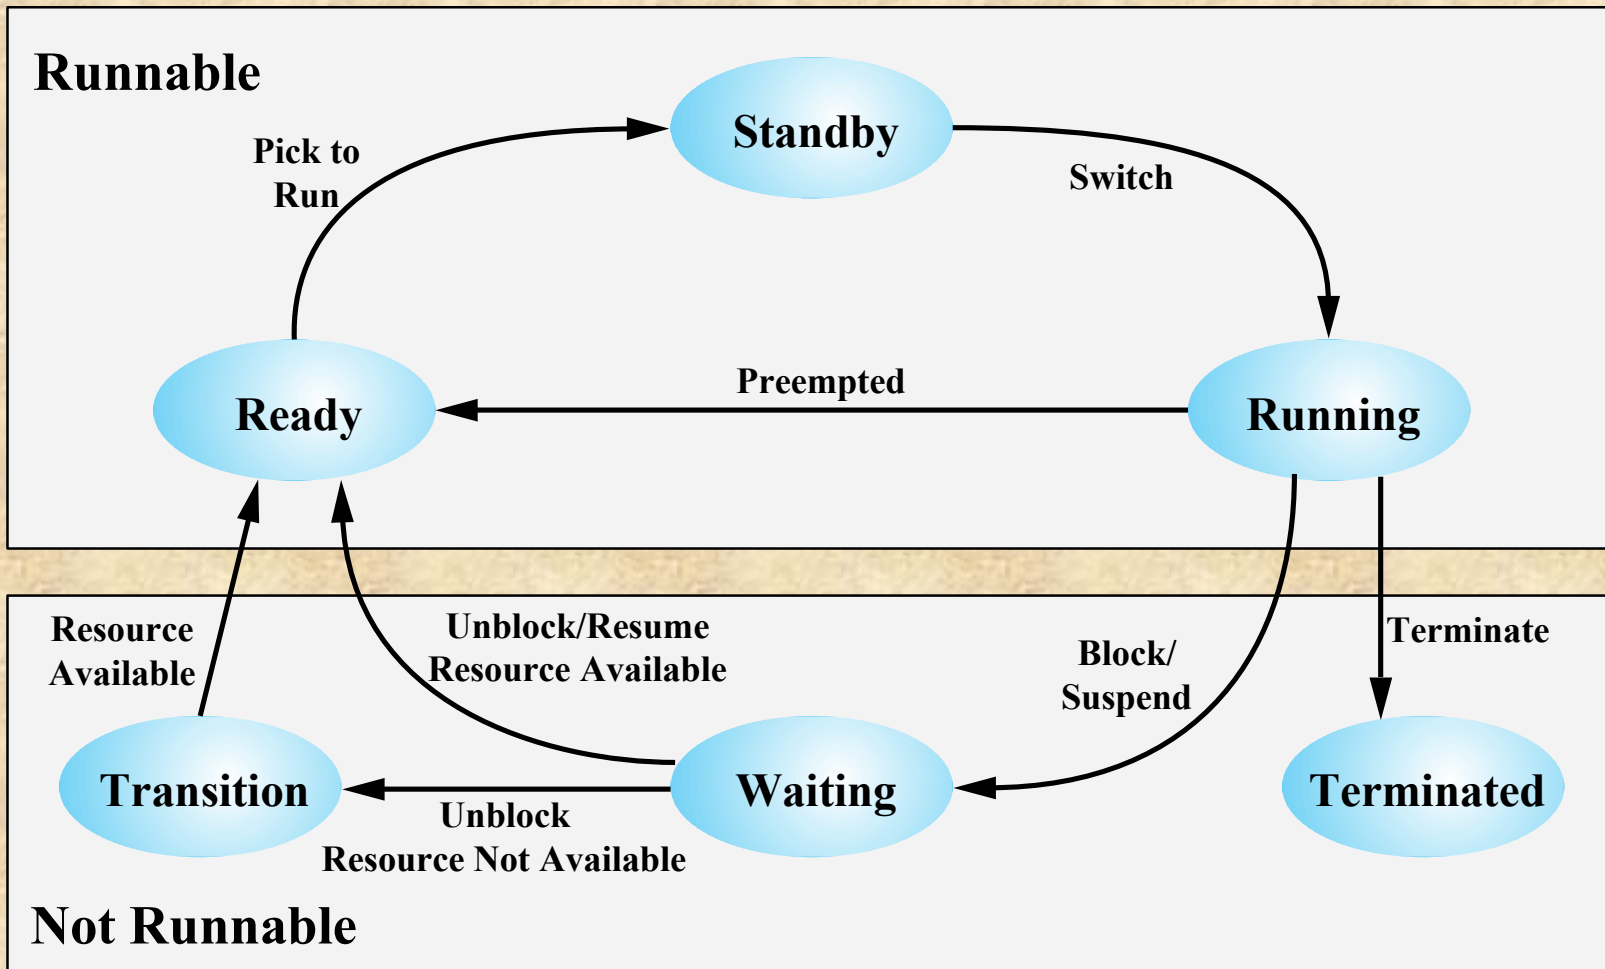 Runnable
Standby
Pick to
Run
Switch
Preempted
Ready
Running
Resource
Available
Unblock/Resume
Resource Available
Block/
Suspend
Terminate
Transition
Waiting
Terminated
Unblock
Resource Not Available
Not Runnable